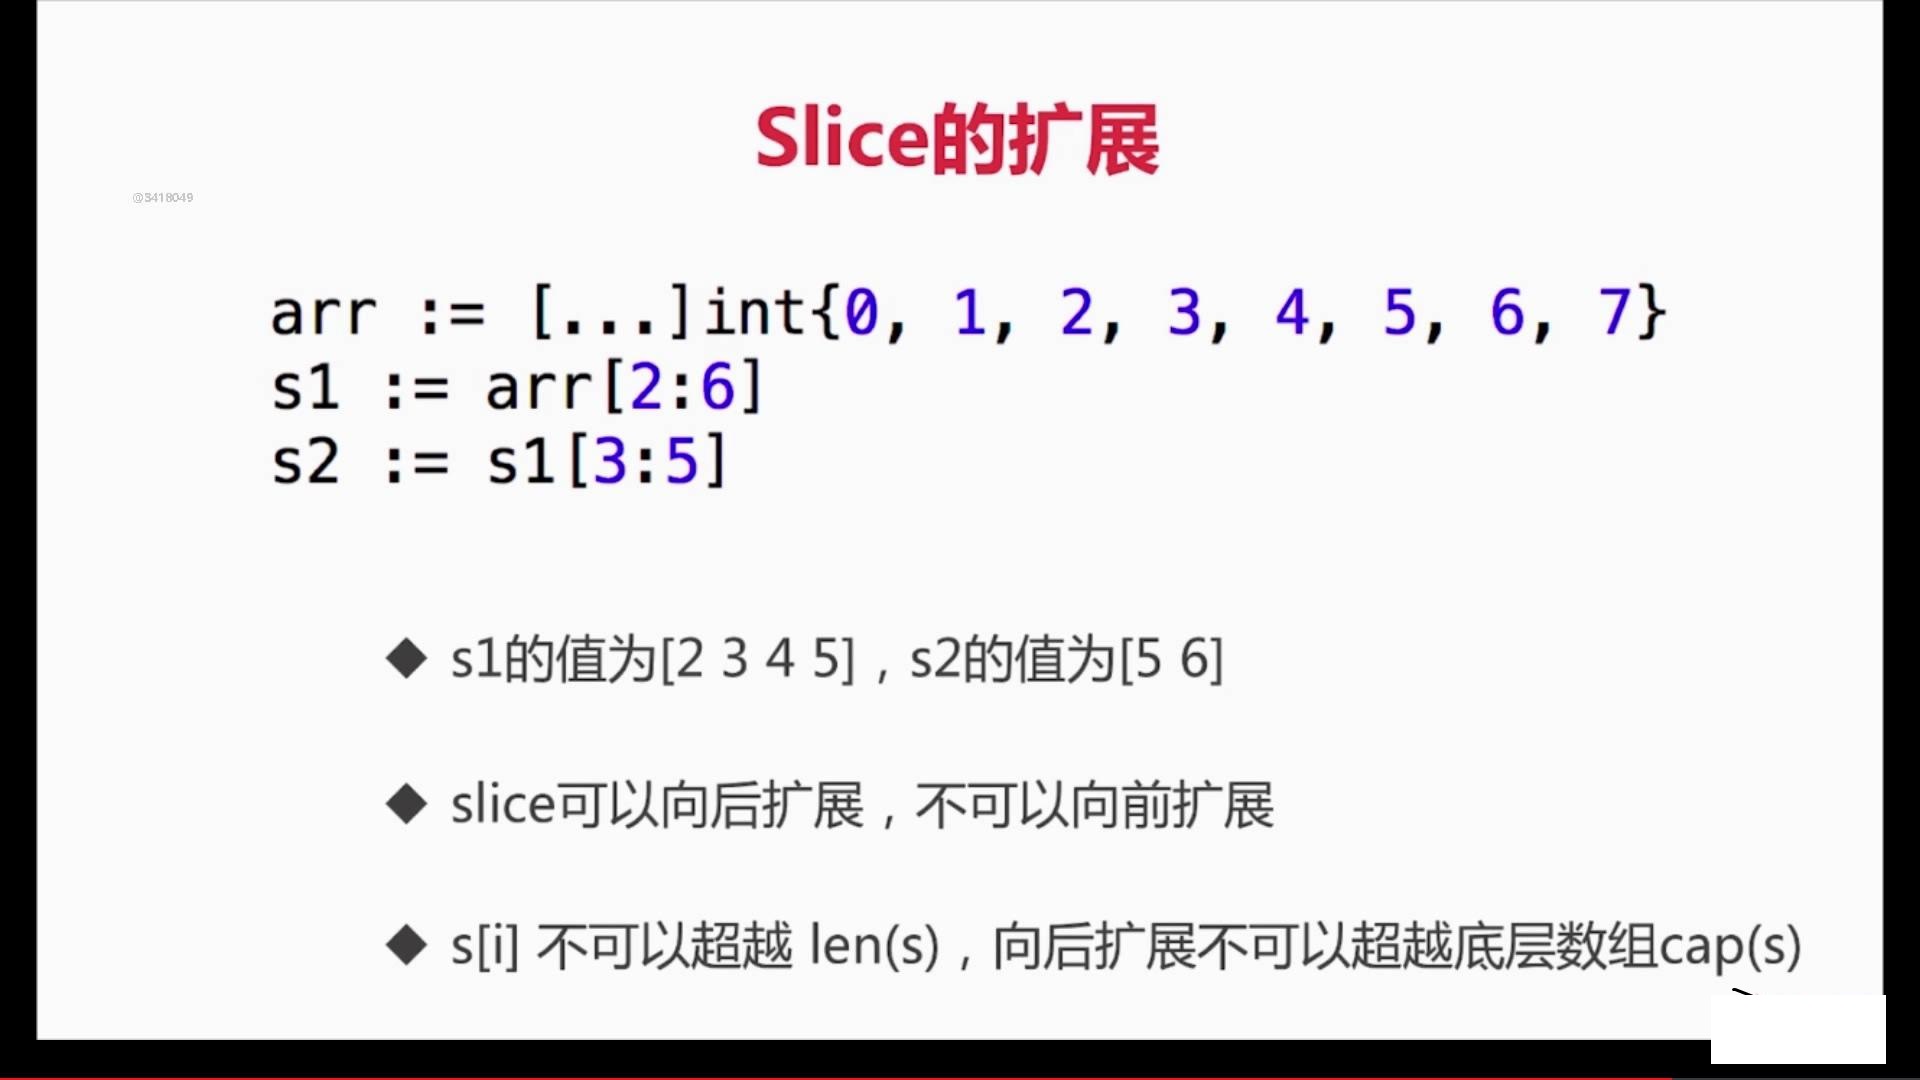 Slice的扩展
@3418049
arr := [...]int{0, 1, 2, 3, 4, 5, 6, 7}
s1 := arr[2:6]
s2 := s1[3:5]
◆ s1的值为[2 3 4 5]，s2的值为[5 6]
◆ slice可以向后扩展，不可以向前扩展
◆ s[i] 不可以超越 len(s)，向后扩展不可以超越底层数组cap(s)